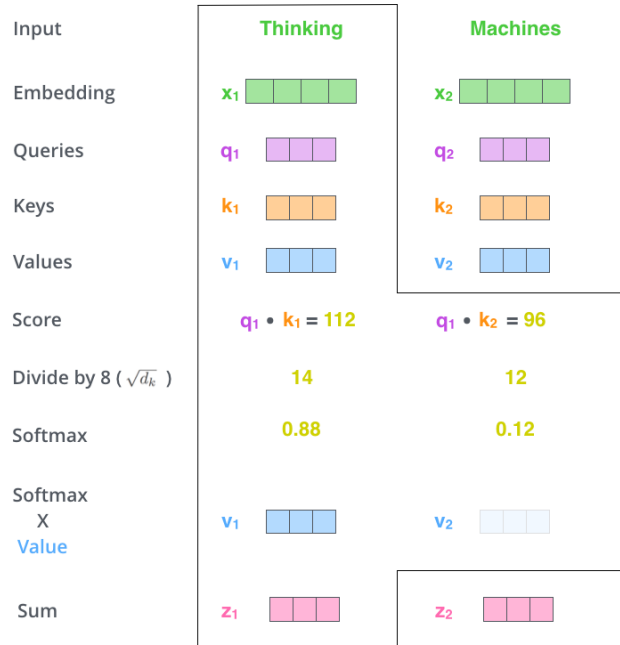 Input Thinking Machines
Embedding x₁ x₂
Queries q₁ q₂
Keys k₁ k₂
Values v₁ v₂
Score q₁ • k₁ = 112 q₁ • k₂ = 96
Divide by 8 ( √dₖ ) 14 12
Softmax 0.88 0.12
Softmax
X v₁ v₂
Value
Sum z₁ z₂